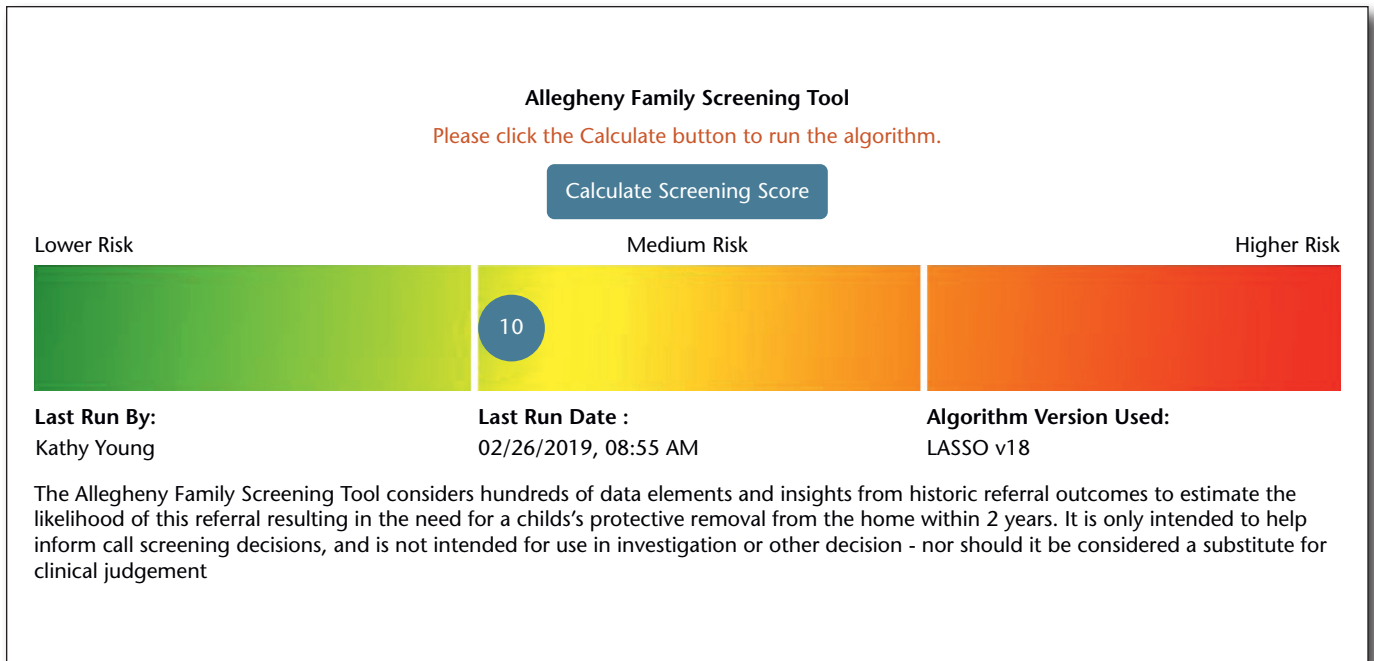 Allegheny Family Screening Tool
Please click the Calculate button to run the algorithm.
Calculate Screening Score
Lower Risk
Medium Risk
Higher Risk
10
Last Run By:
Last Run Date :
Algorithm Version Used:
Kathy Young
02/26/2019, 08:55 AM
LASSO v18
The Allegheny Family Screening Tool considers hundreds of data elements and insights from historic referral outcomes to estimate the
likelihood of this referral resulting in the need for a childs’s protective removal from the home within 2 years. It is only intended to help
inform call screening decisions, and is not intended for use in investigation or other decision - nor should it be considered a substitute for
clinical judgement